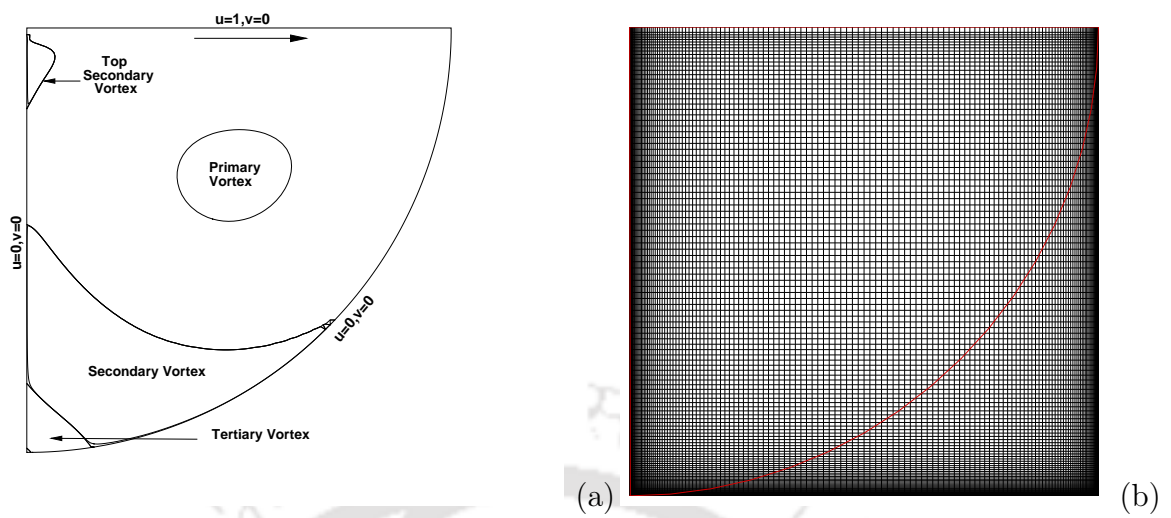 u=1,v=0
Top
Secondary
Vortex
Primary
Vortex
u=0,v=0
u=0,v=0
Secondary Vortex
Tertiary Vortex
(a)
(b)